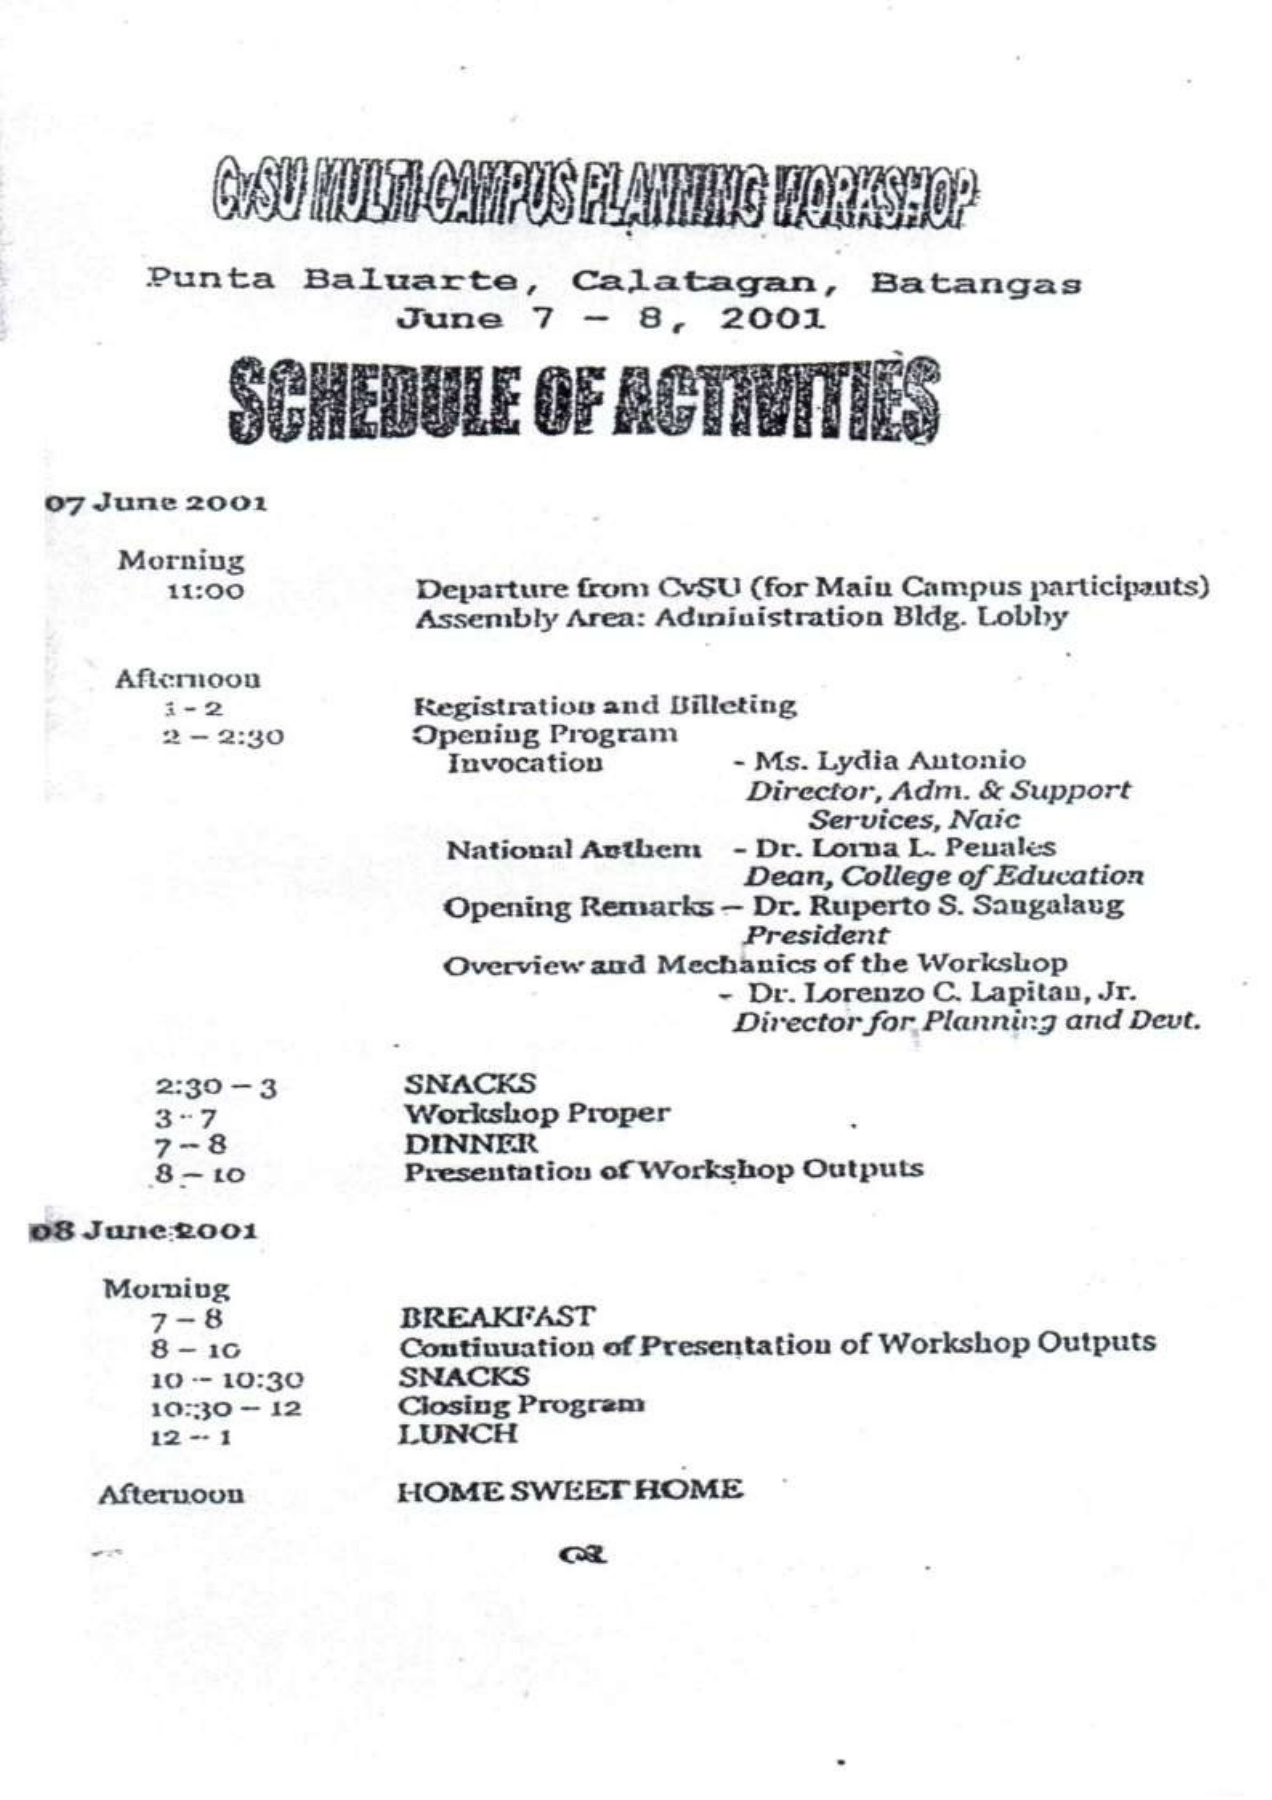 CvSU MULTI-CAMPUS PLANNING WORKSHOP
Punta Baluarte, Calatagan, Batangas
June 7 – 8, 2001
SCHEDULE OF ACTIVITIES
07 June 2001
Morning
11:00 Departure from CvSU (for Main Campus participants)
Assembly Area: Administration Bldg. Lobby
Afternoon
1 - 2 Registration and Billeting
2 – 2:30 Opening Program
Invocation - Ms. Lydia Antonio
Director, Adm. & Support
Services, Naic
National Anthem - Dr. Lorna L. Penales
Dean, College of Education
Opening Remarks – Dr. Ruperto S. Sangalang
President
Overview and Mechanics of the Workshop
- Dr. Lorenzo C. Lapitan, Jr.
Director for Planning and Devt.
2:30 – 3 SNACKS
3 - 7 Workshop Proper
7 – 8 DINNER
8 – 10 Presentation of Workshop Outputs
08 June 2001
Morning
7 – 8 BREAKFAST
8 – 10 Continuation of Presentation of Workshop Outputs
10 – 10:30 SNACKS
10:30 – 12 Closing Program
12 – 1 LUNCH
Afternoon HOME SWEET HOME